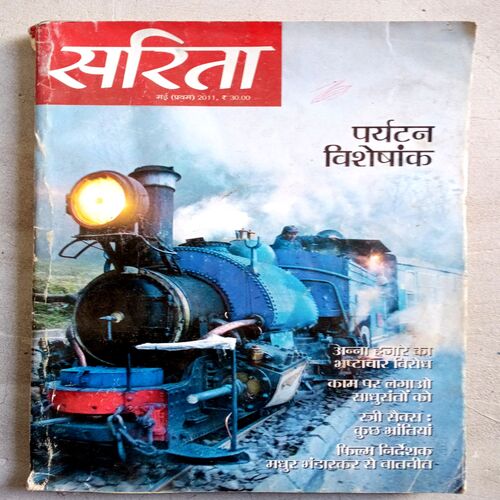 सरिता
मई (प्रथम) 2011, ₹ 30.00
पर्यटन
विशेषांक
अन्ना हजारे का
भ्रष्टाचार विरोध
काम पर लगाओ
साधुसंतों को
स्त्री सेक्स :
कुछ भ्रांतियां
फिल्म निर्देशक
मधुर भंडारकर से बातचीत